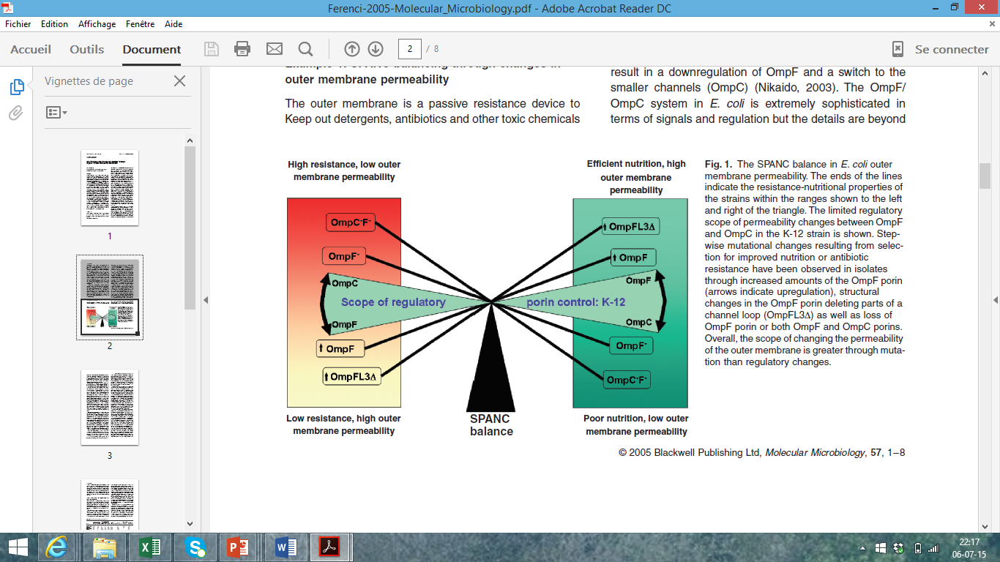 Ferenci-2005-Molecular_Microbiology.pdf - Adobe Acrobat Reader DC
Fichier Edition Affichage Fenêtre Aide
Accueil Outils Document 2 / 8 Se connecter
Vignettes de page
1
2
3
outer membrane permeability
The outer membrane is a passive resistance device to
Keep out detergents, antibiotics and other toxic chemicals
result in a downregulation of OmpF and a switch to the
smaller channels (OmpC) (Nikaido, 2003). The OmpF/
OmpC system in E. coli is extremely sophisticated in
terms of signals and regulation but the details are beyond
High resistance, low outer
membrane permeability
OmpC⁻F⁻
OmpF⁻
OmpC
Scope of regulatory
OmpF
OmpF
OmpFL3Δ
Low resistance, high outer
membrane permeability
SPANC
balance
Efficient nutrition, high
outer membrane
permeability
OmpFL3Δ
OmpF
OmpF
porin control: K-12
OmpC
OmpF⁻
OmpC⁻F⁻
Poor nutrition, low outer
membrane permeability
Fig. 1. The SPANC balance in E. coli outer
membrane permeability. The ends of the lines
indicate the resistance-nutritional properties of
the strains within the ranges shown to the left
and right of the triangle. The limited regulatory
scope of permeability changes between OmpF
and OmpC in the K-12 strain is shown. Step-
wise mutational changes resulting from selec-
tion for improved nutrition or antibiotic
resistance have been observed in isolates
through increased amounts of the OmpF porin
(arrows indicate upregulation), structural
changes in the OmpF porin deleting parts of a
channel loop (OmpFL3Δ) as well as loss of
OmpF porin or both OmpF and OmpC porins.
Overall, the scope of changing the permeability
of the outer membrane is greater through muta-
tion than regulatory changes.
© 2005 Blackwell Publishing Ltd, Molecular Microbiology, 57, 1–8
22:17
06-07-15